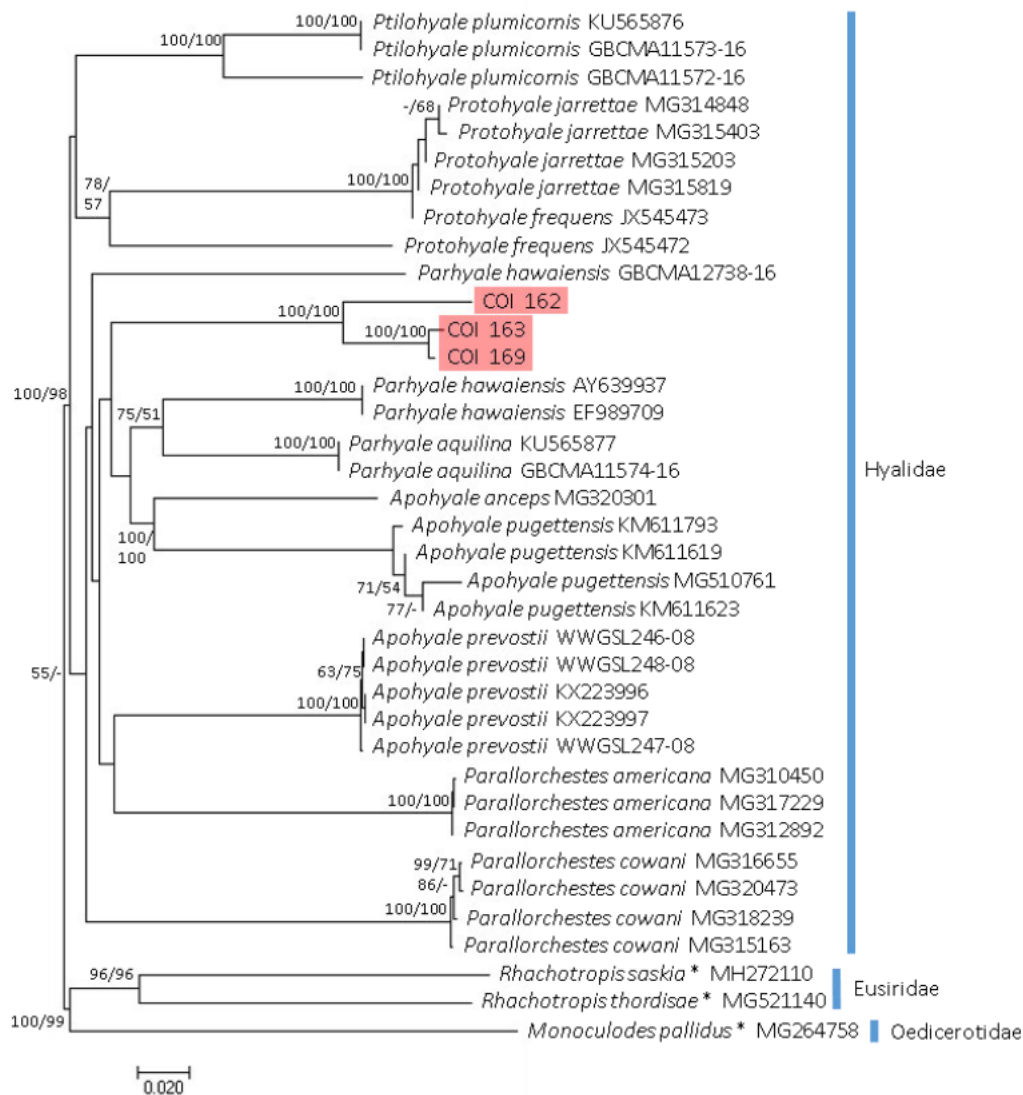 100/100 Ptilohyale plumicornis KU565876
100/100 Ptilohyale plumicornis GBCMA11573-16
Ptilohyale plumicornis GBCMA11572-16
-/68 Protohyale jarrettae MG314848
Protohyale jarrettae MG315403
Protohyale jarrettae MG315203
100/100 Protohyale jarrettae MG315819
78/
57
Protohyale frequens JX545473
Protohyale frequens JX545472
Parhyale hawaiensis GBCMA12738-16
COI 162
100/100
100/100 COI 163
COI 169
100/98
100/100 Parhyale hawaiensis AY639937
75/51 Parhyale hawaiensis EF989709
100/100 Parhyale aquilina KU565877
Parhyale aquilina GBCMA11574-16
Hyalidae
Apohyale anceps MG320301
Apohyale pugettensis KM611793
100/
100
Apohyale pugettensis KM611619
71/54 Apohyale pugettensis MG510761
77/- Apohyale pugettensis KM611623
Apohyale prevostii WWGSL246-08
55/-
63/75 Apohyale prevostii WWGSL248-08
Apohyale prevostii KX223996
100/100 Apohyale prevostii KX223997
Apohyale prevostii WWGSL247-08
Parallorchestes americana MG310450
100/100 Parallorchestes americana MG317229
Parallorchestes americana MG312892
99/71 Parallorchestes cowani MG316655
86/- Parallorchestes cowani MG320473
100/100 Parallorchestes cowani MG318239
Parallorchestes cowani MG315163
96/96 Rhachotropis saskia * MH272110
Eusiridae
Rhachotropis thordisae * MG521140
100/99
Monoculodes pallidus * MG264758 Oedicerotidae
0.020